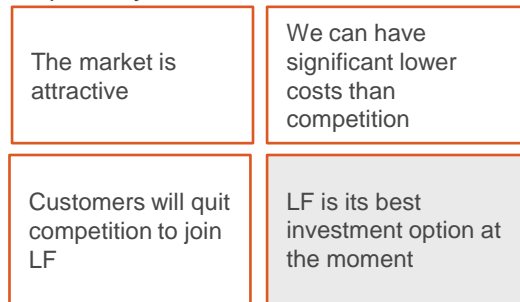 The market is
attractive
We can have
significant lower
costs than
competition
Customers will quit
competition to join
LF
LF is its best
investment option at
the moment